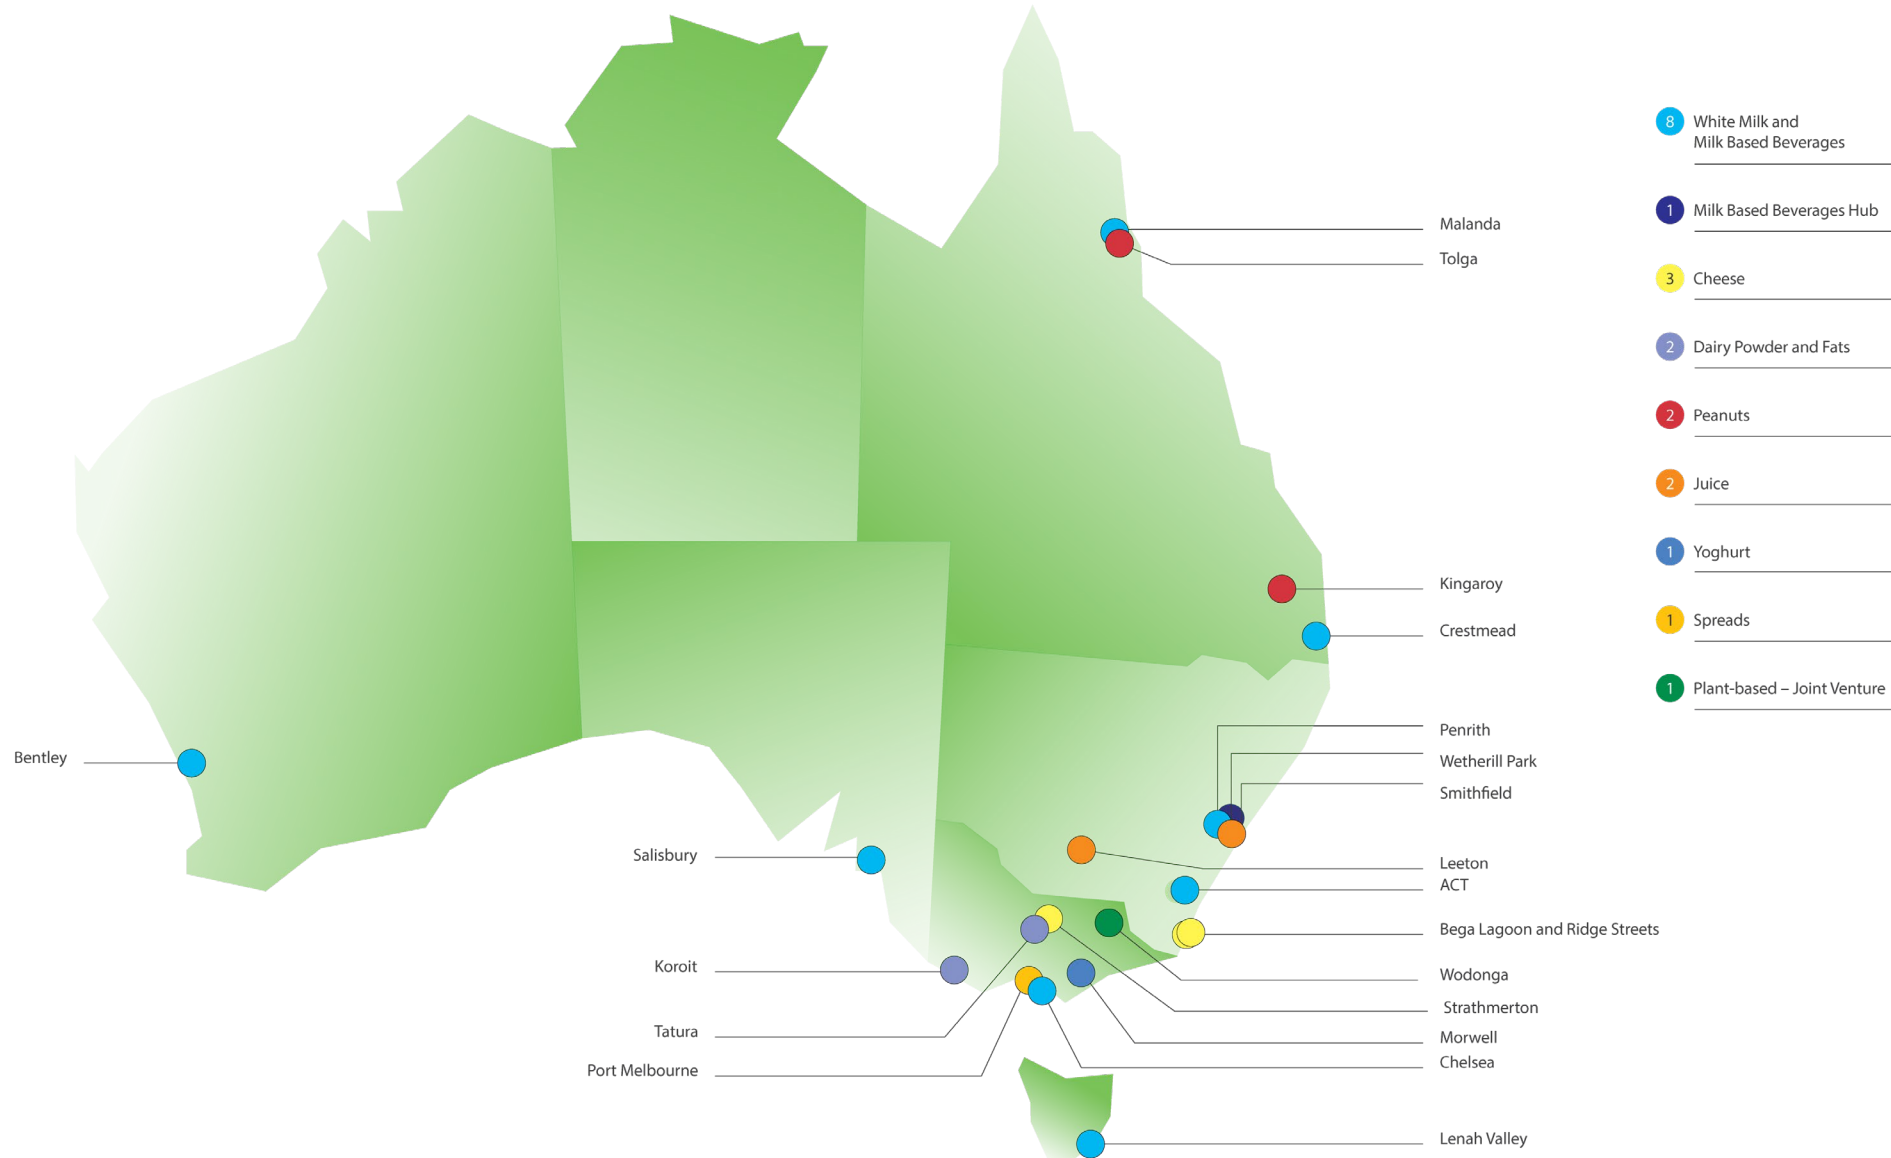 Malanda
Tolga
Kingaroy
Crestmead
Penrith
Wetherill Park
Smithfield
Leeton
ACT
Bega Lagoon and Ridge Streets
Wodonga
Strathmerton
Morwell
Chelsea
Lenah Valley
Bentley
Salisbury
Koroit
Tatura
Port Melbourne
8 White Milk and
Milk Based Beverages
1 Milk Based Beverages Hub
3 Cheese
2 Dairy Powder and Fats
2 Peanuts
2 Juice
1 Yoghurt
1 Spreads
1 Plant-based – Joint Venture